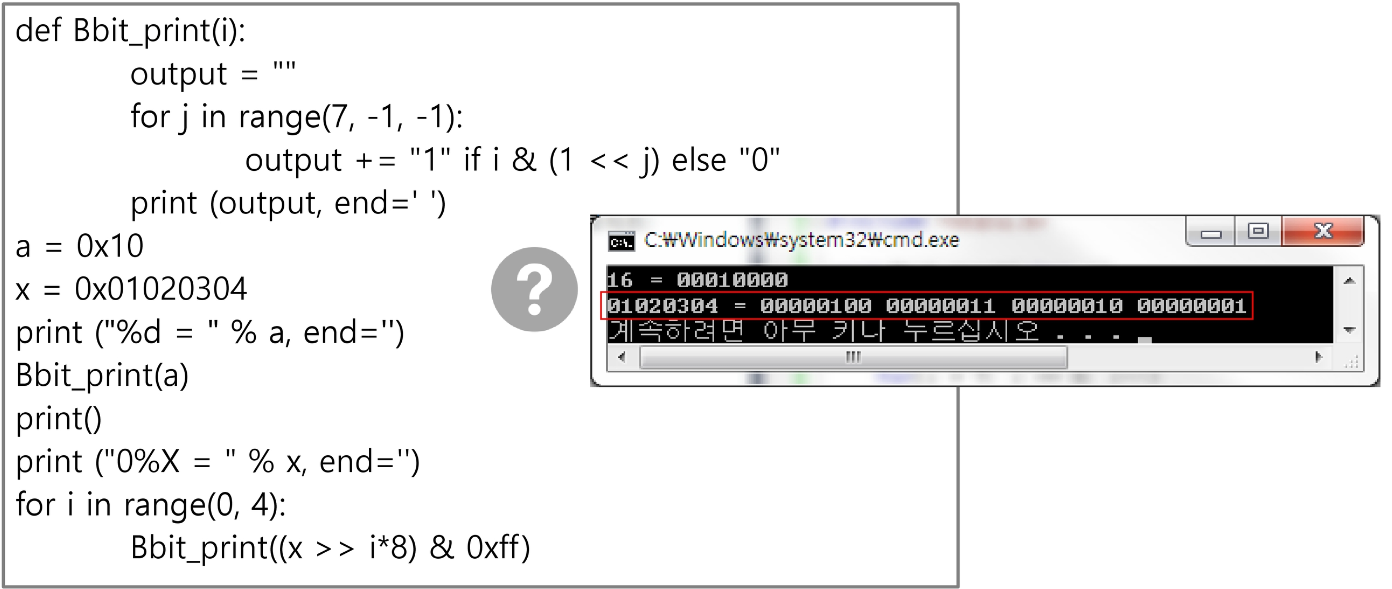 def Bbit_print(i):
output = ""
for j in range(7, -1, -1):
output += "1" if i & (1 << j) else "0"
print (output, end=' ')
a = 0x10
x = 0x01020304
print ("%d = " % a, end='')
Bbit_print(a)
print()
print ("0%X = " % x, end='')
for i in range(0, 4):
Bbit_print((x >> i*8) & 0xff)
?
C:\Windows\system32\cmd.exe
16 = 00010000
01020304 = 00000100 00000011 00000010 00000001
계속하려면 아무 키나 누르십시오 . . . _